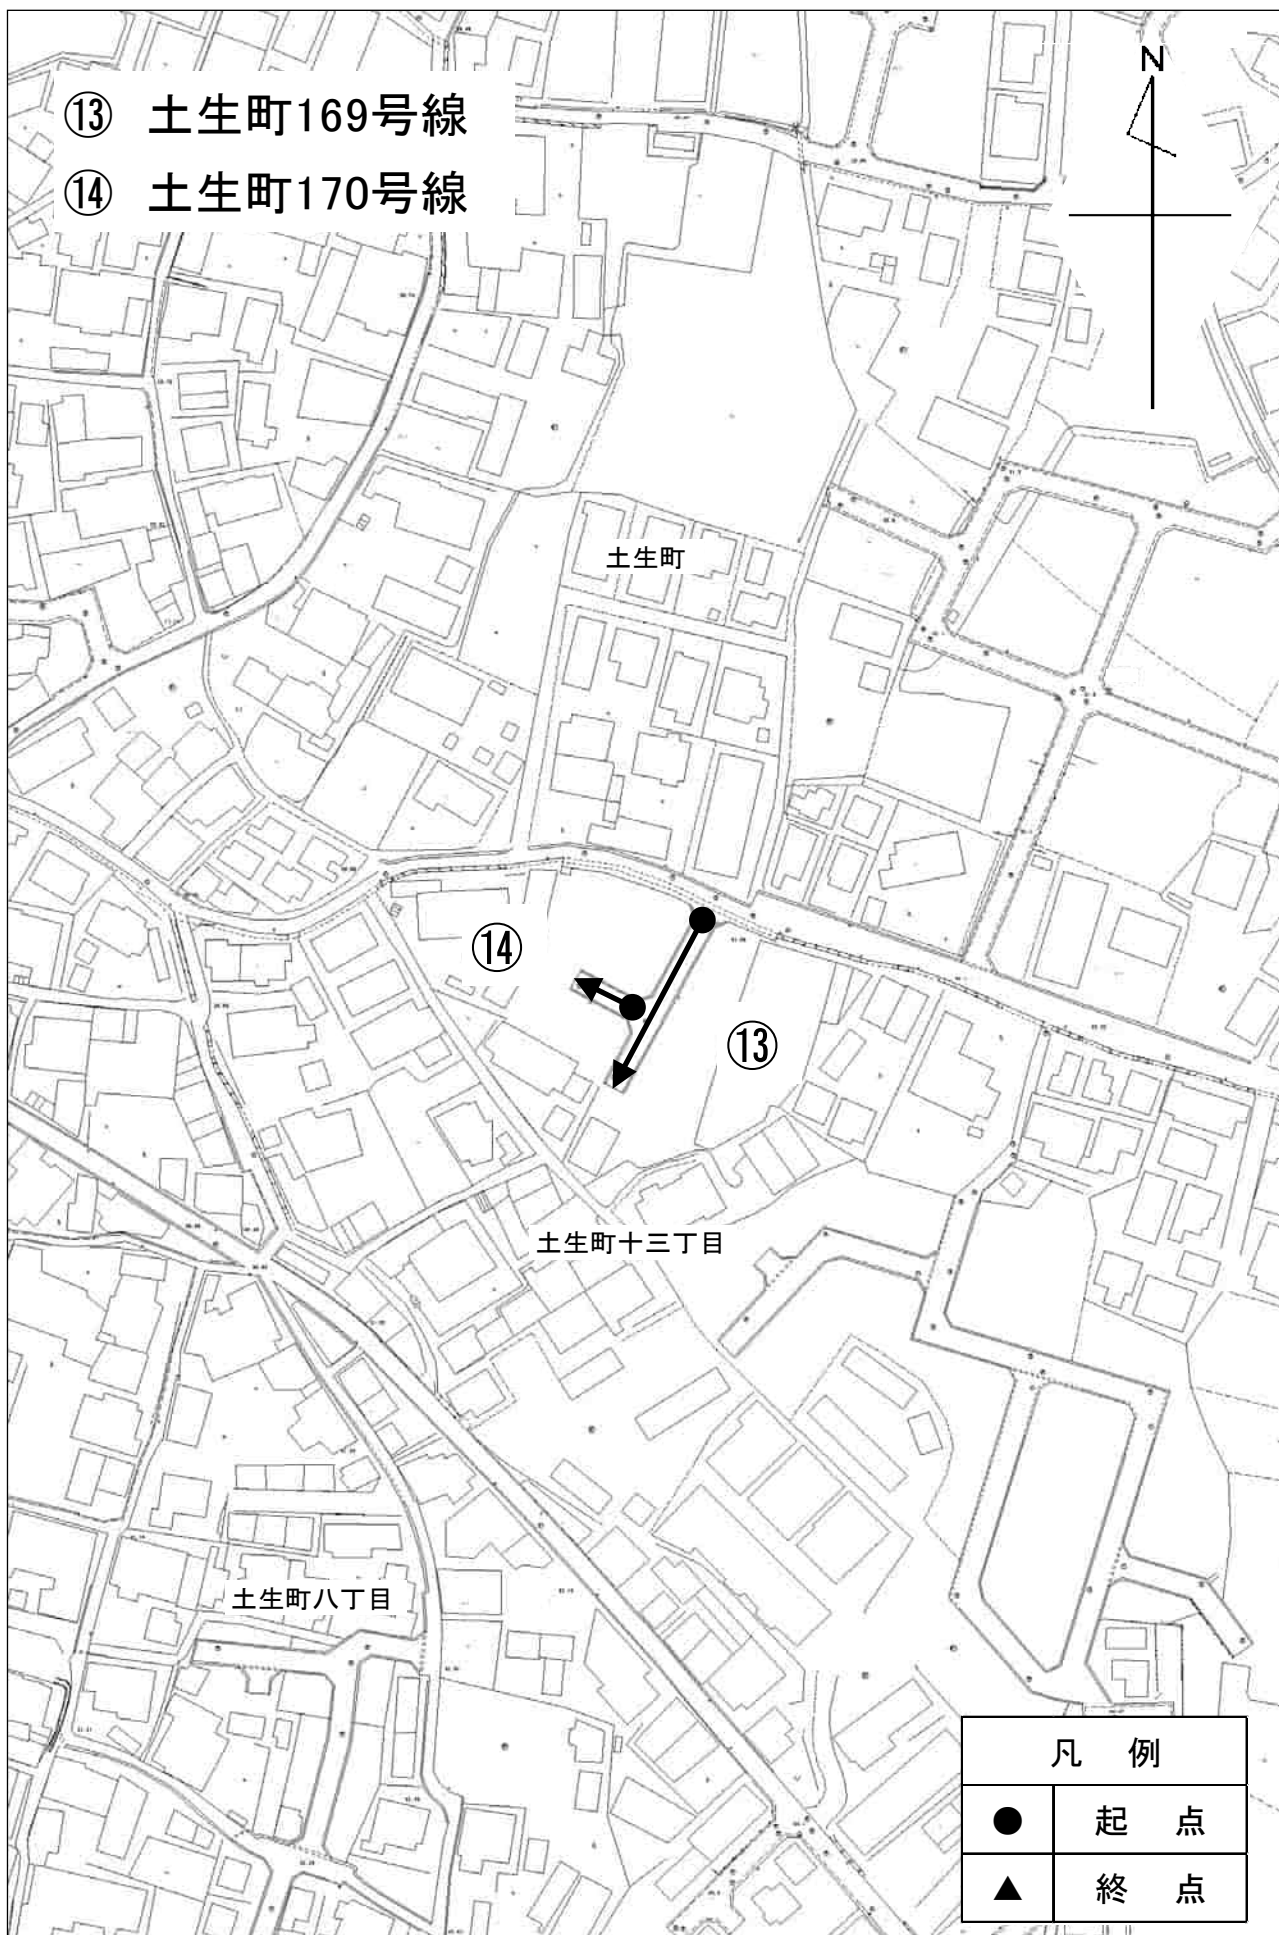 ⑬ 土生町169号線
⑭ 土生町170号線
N
土生町
⑭
⑬
土生町十三丁目
土生町八丁目
凡 例
● 起 点
▲ 終 点